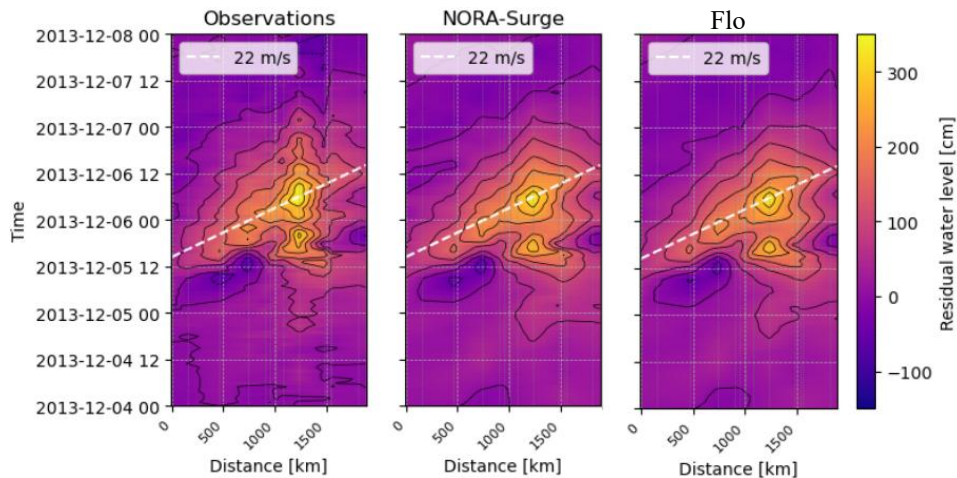 Observations NORA-Surge Flo
2013-12-08 00 22 m/s 22 m/s 22 m/s
300
2013-12-07 12
2013-12-07 00
200
2013-12-06 12
Time
2013-12-06 00
100
Residual water level [cm]
2013-12-05 12
0
2013-12-05 00
2013-12-04 12
−100
2013-12-04 00
0 500 1000 1500 0 500 1000 1500 0 500 1000 1500
Distance [km] Distance [km] Distance [km]